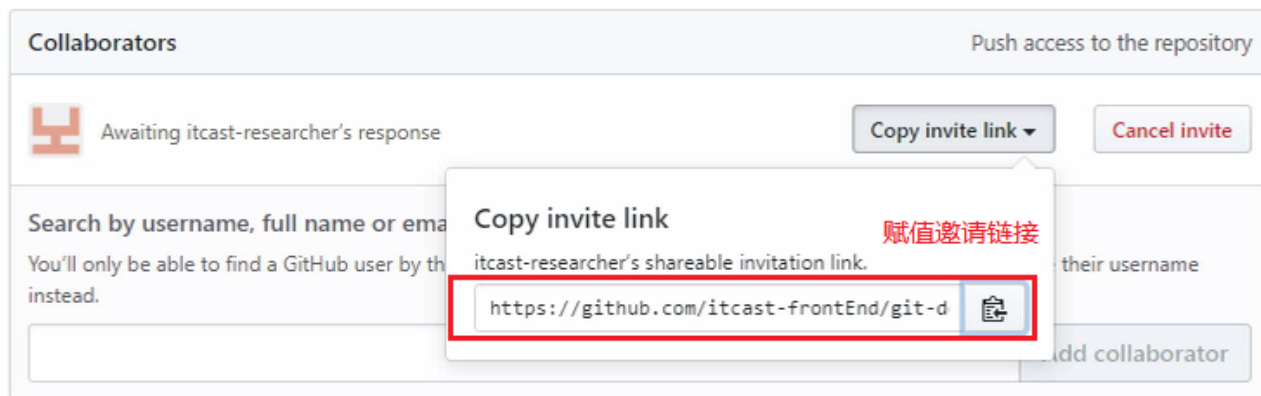 Collaborators
Push access to the repository
Awaiting itcast-researcher's response
Copy invite link
Cancel invite
Search by username, full name or ema
You'll only be able to find a GitHub user by th
their username
instead.
Copy invite link
赋值邀请链接
itcast-researcher's shareable invitation link.
https://github.com/itcast-frontEnd/git-d
dd collaborator